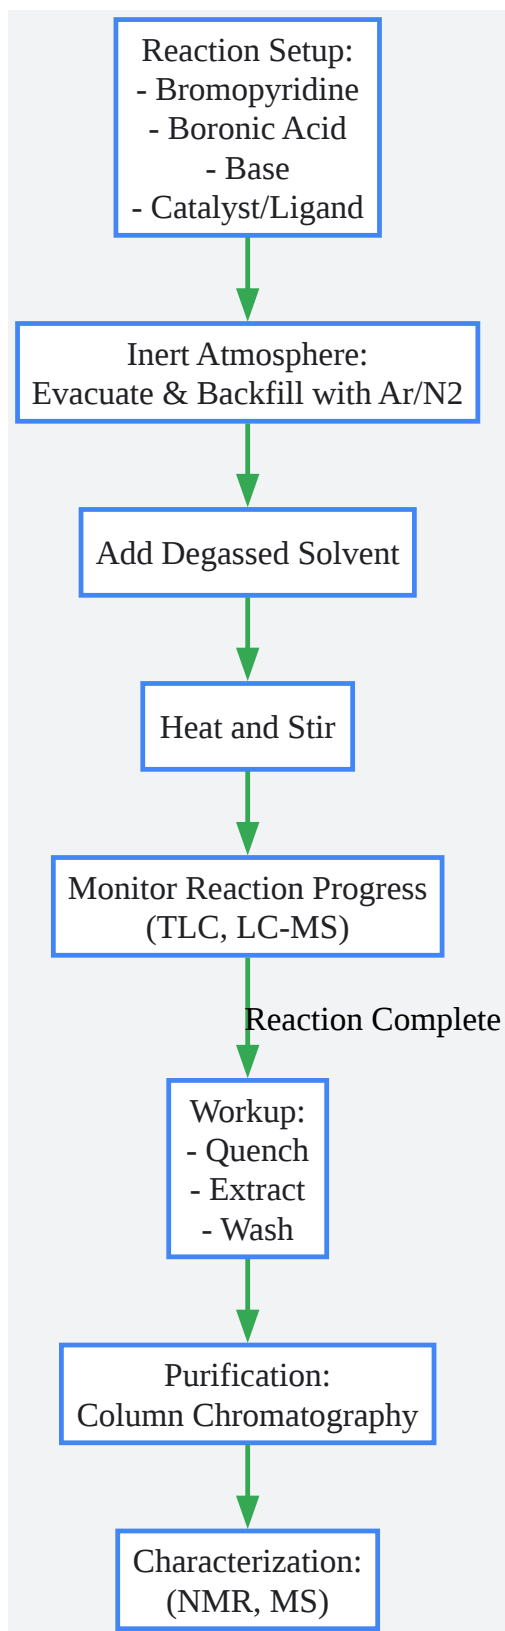 Reaction Setup:
- Bromopyridine
- Boronic Acid
- Base
- Catalyst/Ligand
Inert Atmosphere:
Evacuate & Backfill with Ar/N2
Add Degassed Solvent
Heat and Stir
Monitor Reaction Progress
(TLC, LC-MS)
Reaction Complete
Workup:
- Quench
- Extract
- Wash
Purification:
Column Chromatography
Characterization:
(NMR, MS)